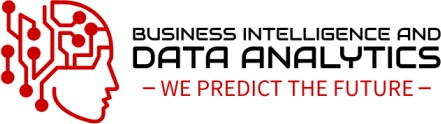 BUSINESS INTELLIGENCE AND
DATA ANALYTICS
– WE PREDICT THE FUTURE –